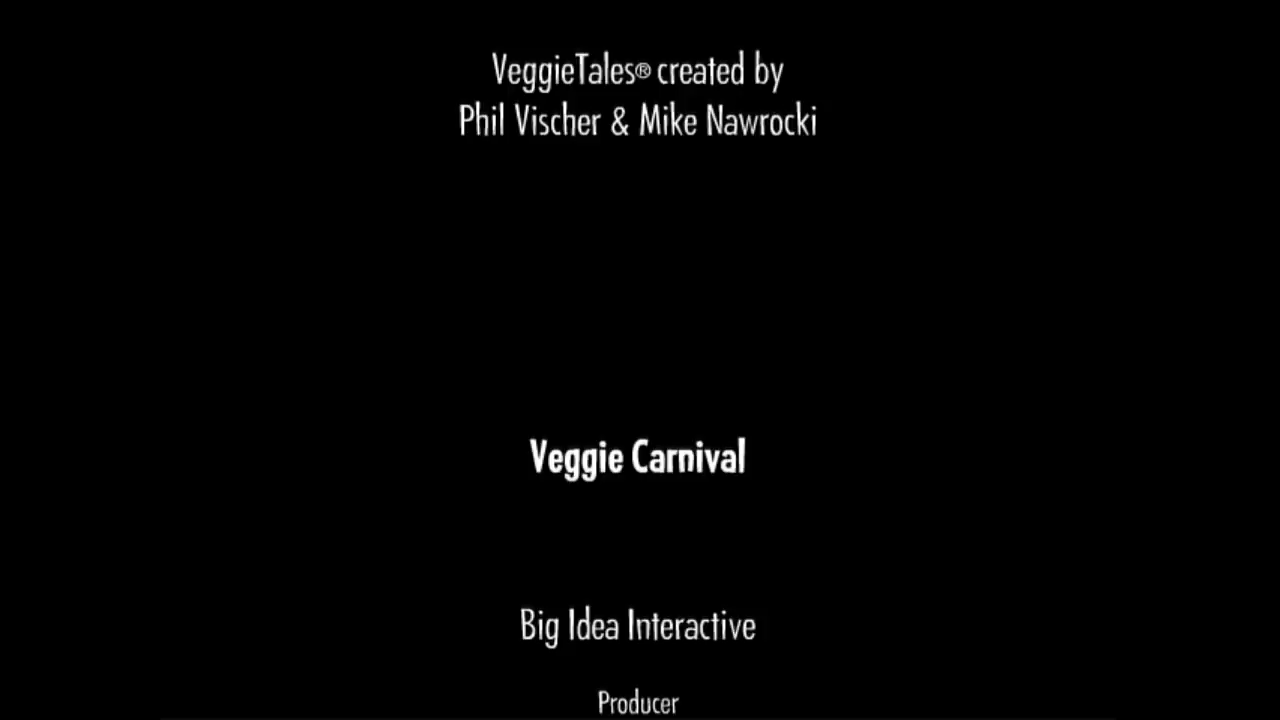 VeggieTales® created by
Phil Vischer & Mike Nawrocki
Veggie Carnival
Big Idea Interactive
Producer